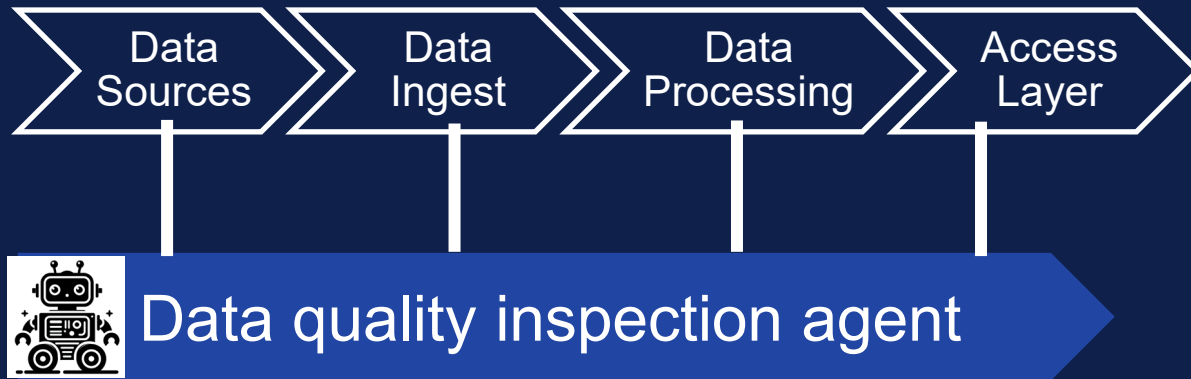 Data
Sources
Data
Ingest
Data
Processing
Access
Layer
Data quality inspection agent